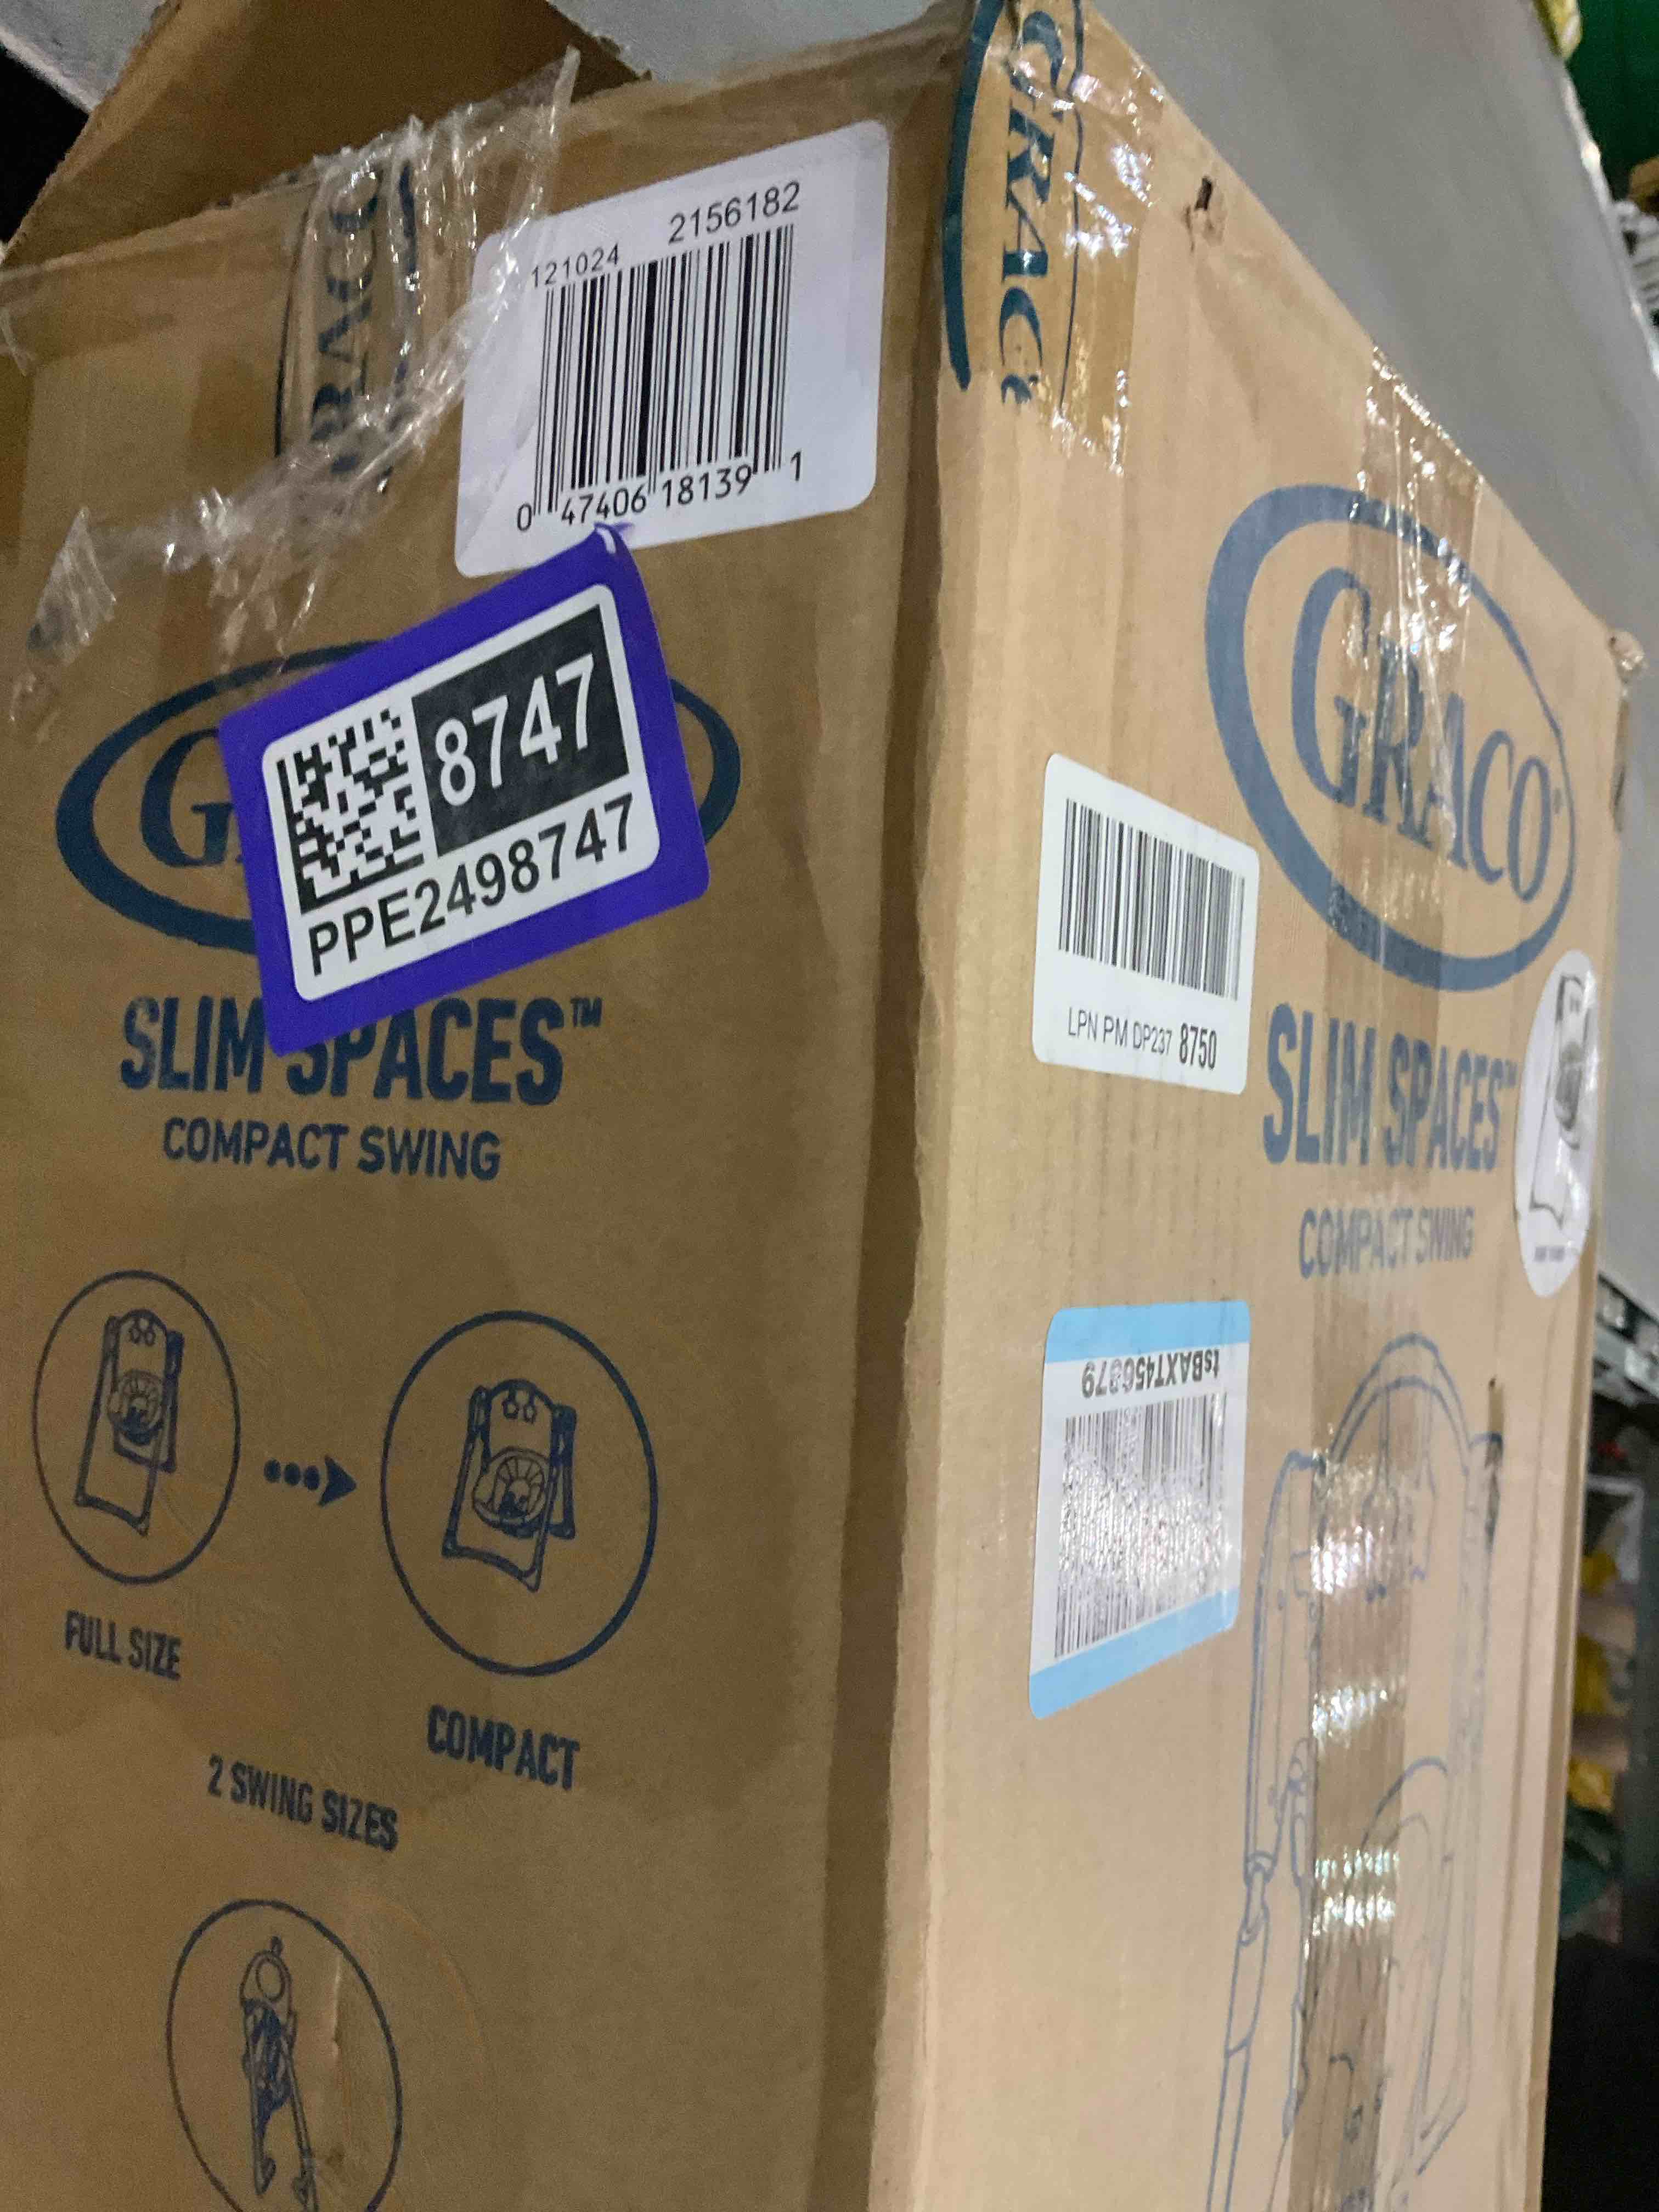 GRACO
121024 2156182
0 47406 18139 1
8747
PPE2498747
SLIM SPACES™
COMPACT SWING
FULL SIZE
COMPACT
2 SWING SIZES
GRACO
GRACO®
LPN PM DP237 8750
SLIM SPACES™
COMPACT SWING